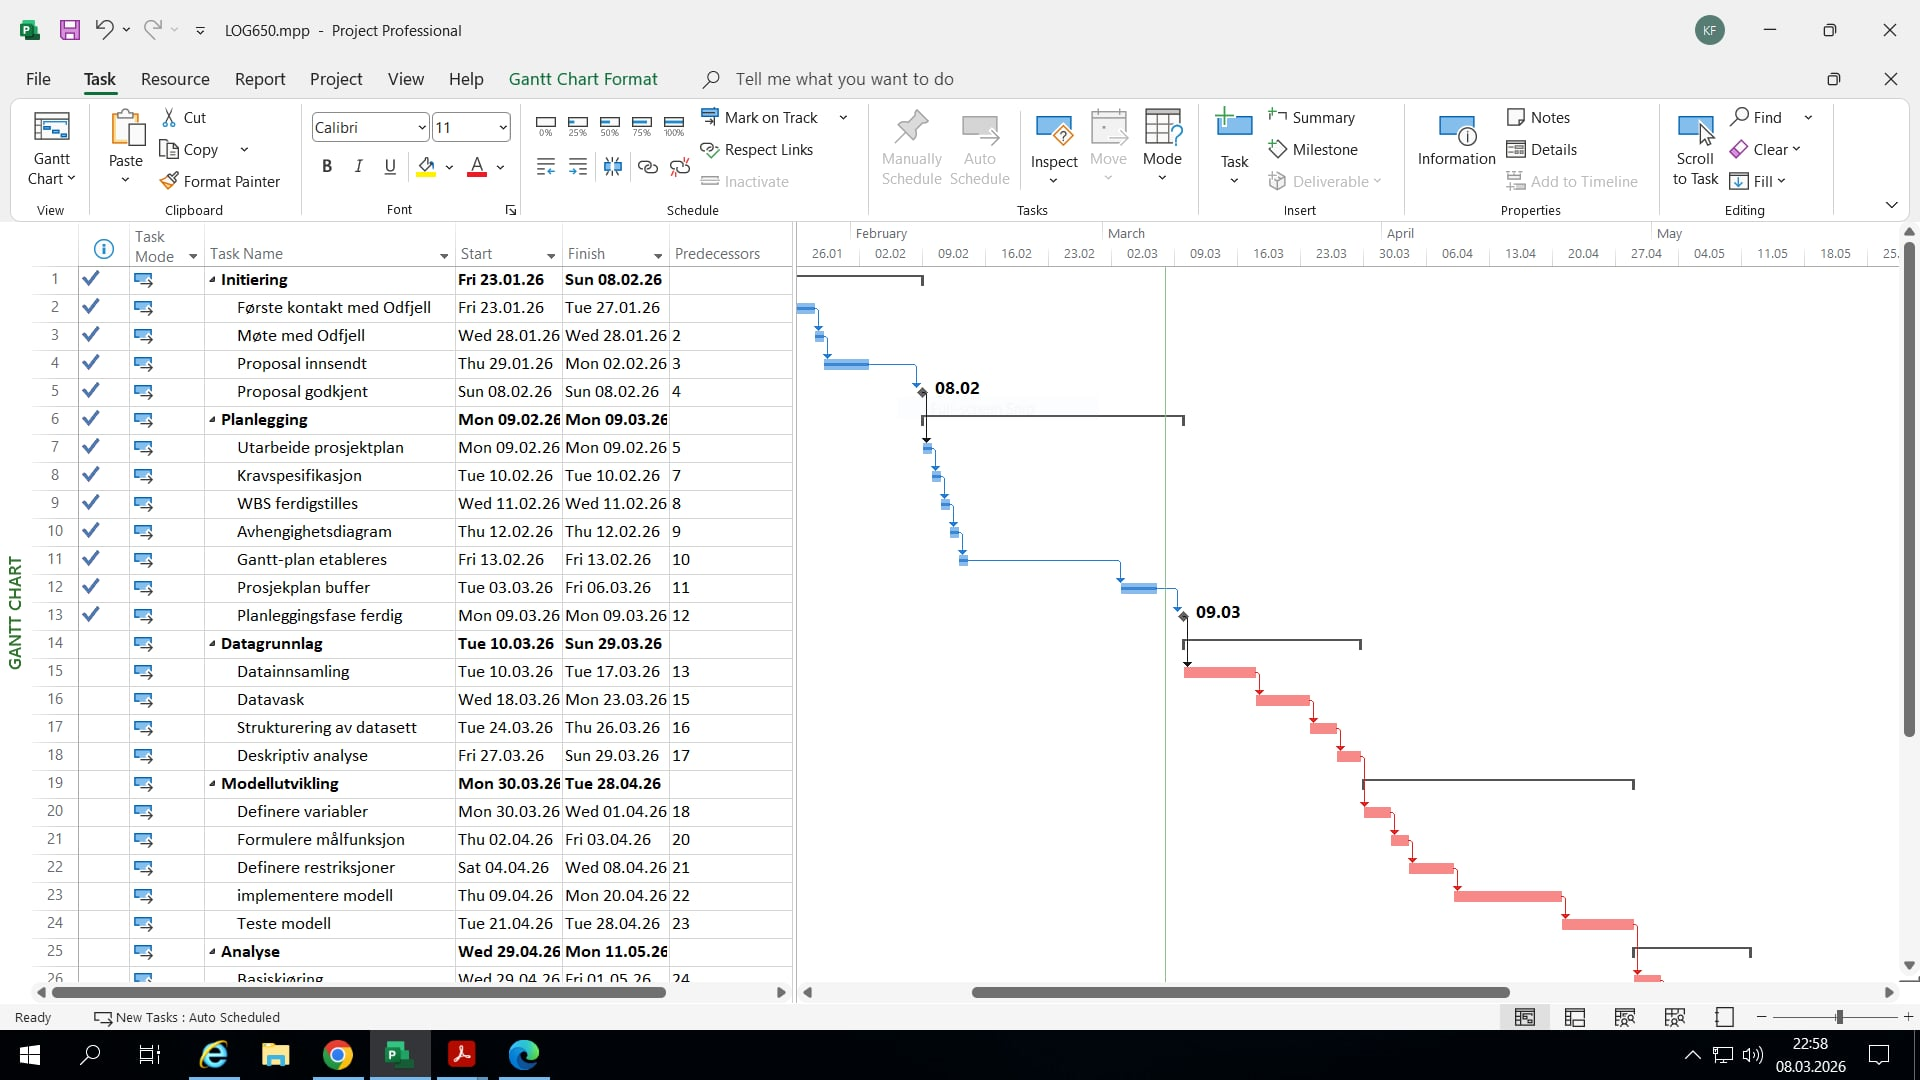 LOG650.mpp - Project Professional
KF
File Task Resource Report Project View Help Gantt Chart Format Tell me what you want to do
Gantt Chart
View
Paste
Cut
Copy
Format Painter
Clipboard
Calibri 11
B I U A
Font
0% 25% 50% 75% 100%
Mark on Track
Respect Links
Inactivate
Schedule
Manually Schedule
Auto Schedule
Inspect
Move
Mode
Tasks
Task
Summary
Milestone
Deliverable
Insert
Information
Notes
Details
Add to Timeline
Properties
Scroll to Task
Find
Clear
Fill
Editing
GANTT CHART
Task Mode Task Name Start Finish Predecessors
1 Initiering Fri 23.01.26 Sun 08.02.26
2 Første kontakt med Odfjell Fri 23.01.26 Tue 27.01.26
3 Møte med Odfjell Wed 28.01.26 Wed 28.01.26 2
4 Proposal innsendt Thu 29.01.26 Mon 02.02.26 3
5 Proposal godkjent Sun 08.02.26 Sun 08.02.26 4
6 Planlegging Mon 09.02.26 Mon 09.03.26
7 Utarbeide prosjektplan Mon 09.02.26 Mon 09.02.26 5
8 Kravspesifikasjon Tue 10.02.26 Tue 10.02.26 7
9 WBS ferdigstilles Wed 11.02.26 Wed 11.02.26 8
10 Avhengighetsdiagram Thu 12.02.26 Thu 12.02.26 9
11 Gantt-plan etableres Fri 13.02.26 Fri 13.02.26 10
12 Prosjekplan buffer Tue 03.03.26 Fri 06.03.26 11
13 Planleggingsfase ferdig Mon 09.03.26 Mon 09.03.26 12
14 Datagrunnlag Tue 10.03.26 Sun 29.03.26
15 Datainnsamling Tue 10.03.26 Tue 17.03.26 13
16 Datavask Wed 18.03.26 Mon 23.03.26 15
17 Strukturering av datasett Tue 24.03.26 Thu 26.03.26 16
18 Deskriptiv analyse Fri 27.03.26 Sun 29.03.26 17
19 Modellutvikling Mon 30.03.26 Tue 28.04.26
20 Definere variabler Mon 30.03.26 Wed 01.04.26 18
21 Formulere målfunksjon Thu 02.04.26 Fri 03.04.26 20
22 Definere restriksjoner Sat 04.04.26 Wed 08.04.26 21
23 implementere modell Thu 09.04.26 Mon 20.04.26 22
24 Teste modell Tue 21.04.26 Tue 28.04.26 23
25 Analyse Wed 29.04.26 Mon 11.05.26
26 Basiskjøring Wed 29.04.26 Fri 01.05.26 24
February March April May
26.01 02.02 09.02 16.02 23.02 02.03 09.03 16.03 23.03 30.03 06.04 13.04 20.04 27.04 04.05 11.05 18.05 25.
08.02
09.03
Ready New Tasks : Auto Scheduled
22:58
08.03.2026